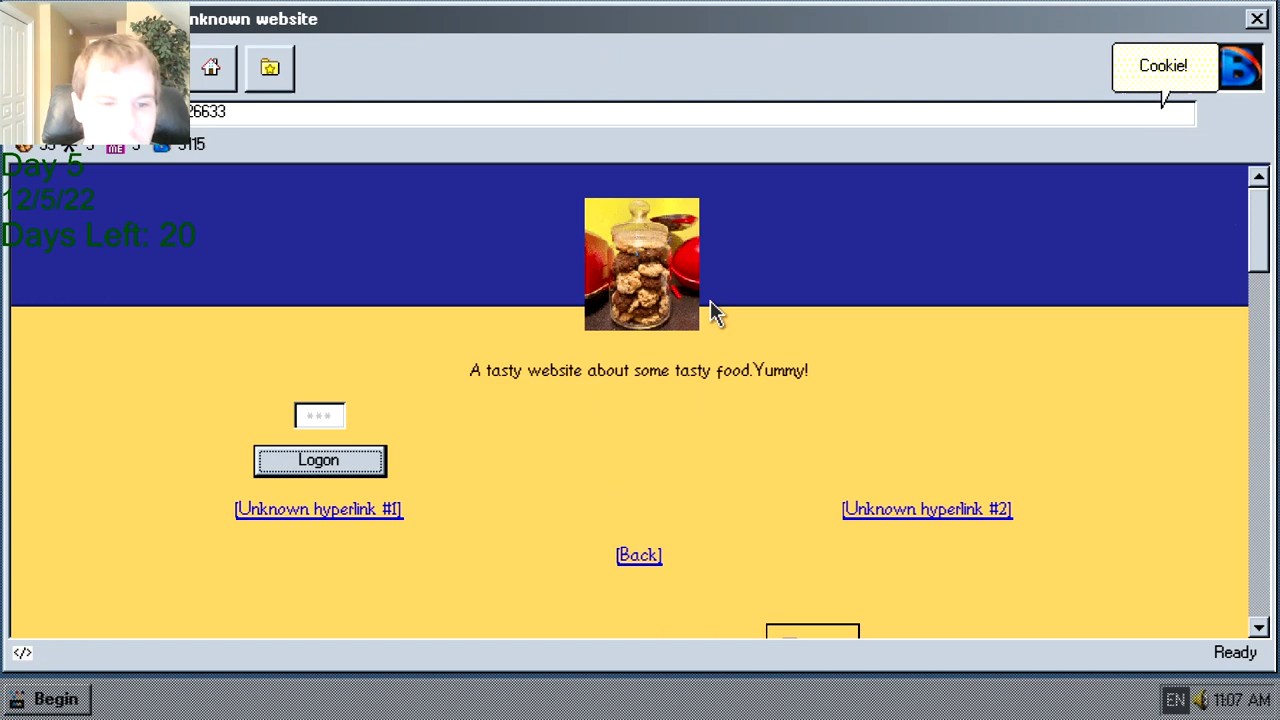 nknown website
Cookie!
26633
5115
Day 5
12/5/22
Days Left: 20
A tasty website about some tasty food.Yummy!
***
Logon
[Unknown hyperlink #1]
[Unknown hyperlink #2]
[Back]
</>
Ready
Begin
EN
11:07 AM